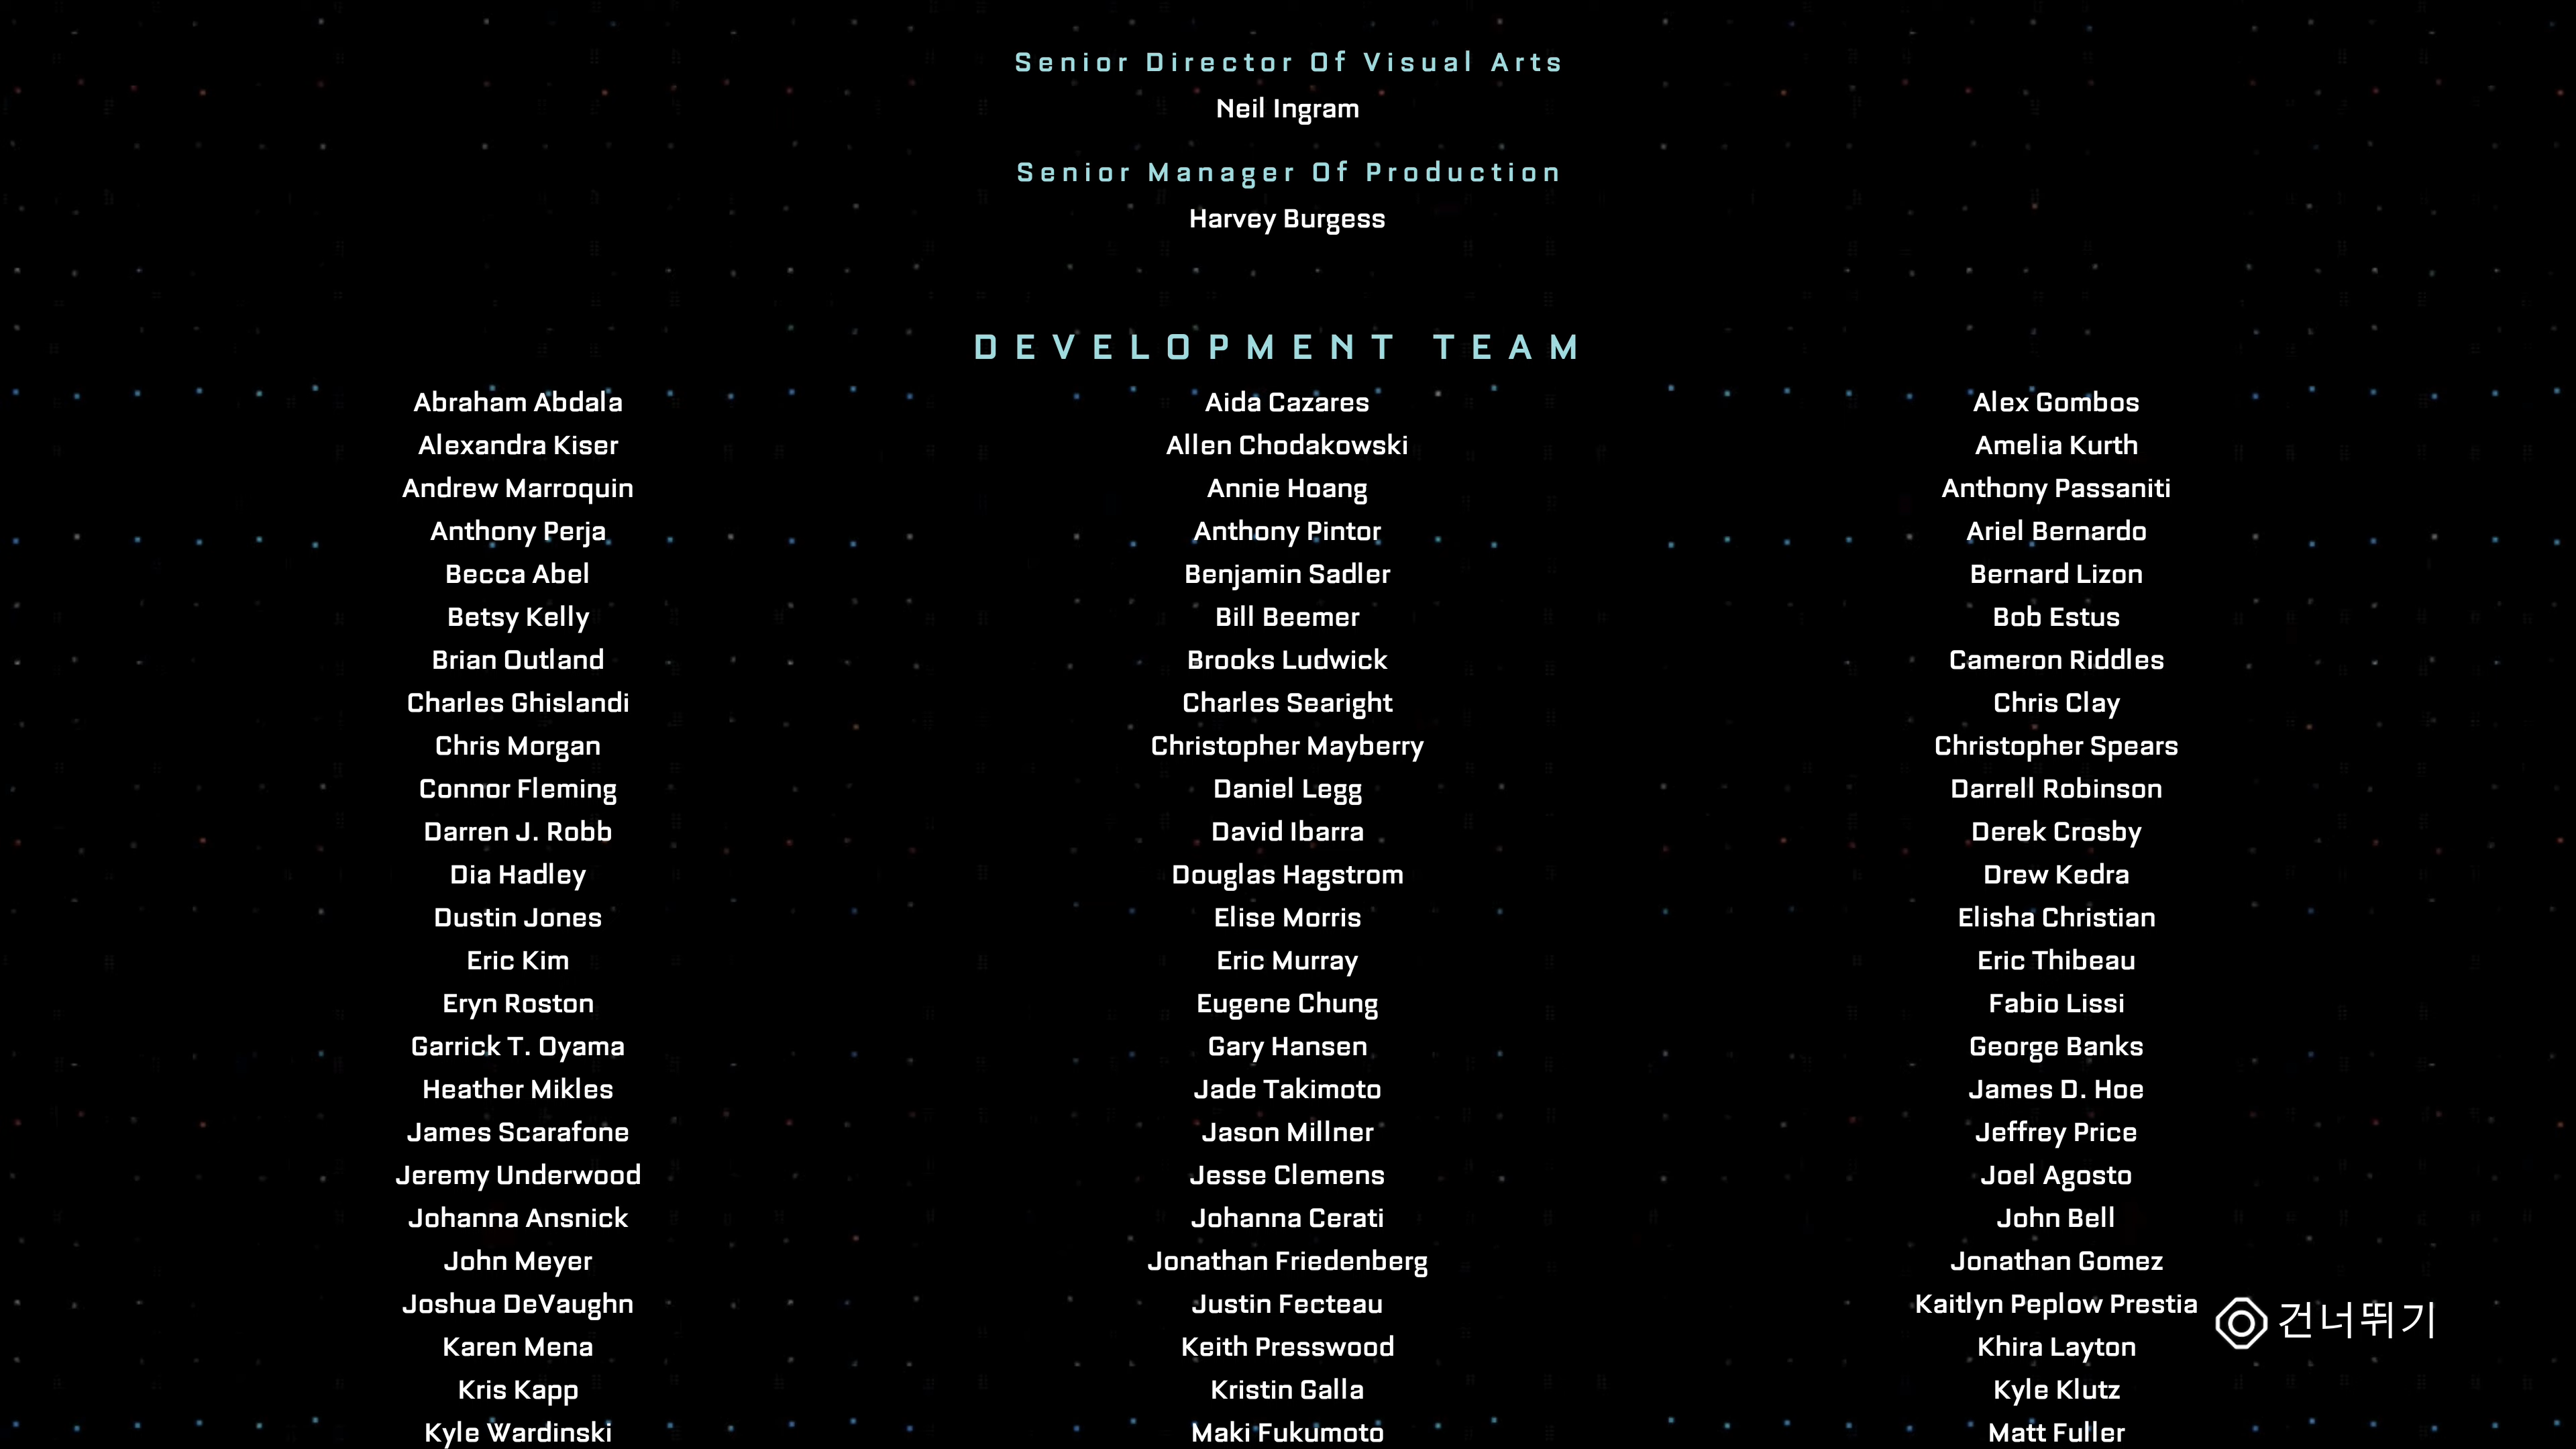 Senior Director Of Visual Arts
Neil Ingram
Senior Manager Of Production
Harvey Burgess
DEVELOPMENT TEAM
Abraham Abdala Aida Cazares Alex Gombos
Alexandra Kiser Allen Chodakowski Amelia Kurth
Andrew Marroquin Annie Hoang Anthony Passaniti
Anthony Perja Anthony Pintor Ariel Bernardo
Becca Abel Benjamin Sadler Bernard Lizon
Betsy Kelly Bill Beemer Bob Estus
Brian Outland Brooks Ludwick Cameron Riddles
Charles Ghislandi Charles Searight Chris Clay
Chris Morgan Christopher Mayberry Christopher Spears
Connor Fleming Daniel Legg Darrell Robinson
Darren J. Robb David Ibarra Derek Crosby
Dia Hadley Douglas Hagstrom Drew Kedra
Dustin Jones Elise Morris Elisha Christian
Eric Kim Eric Murray Eric Thibeau
Eryn Roston Eugene Chung Fabio Lissi
Garrick T. Oyama Gary Hansen George Banks
Heather Mikles Jade Takimoto James D. Hoe
James Scarafone Jason Millner Jeffrey Price
Jeremy Underwood Jesse Clemens Joel Agosto
Johanna Ansnick Johanna Cerati John Bell
John Meyer Jonathan Friedenberg Jonathan Gomez
Joshua DeVaughn Justin Fecteau Kaitlyn Peplow Prestia 건너뛰기
Karen Mena Keith Presswood Khira Layton
Kris Kapp Kristin Galla Kyle Klutz
Kyle Wardinski Maki Fukumoto Matt Fuller